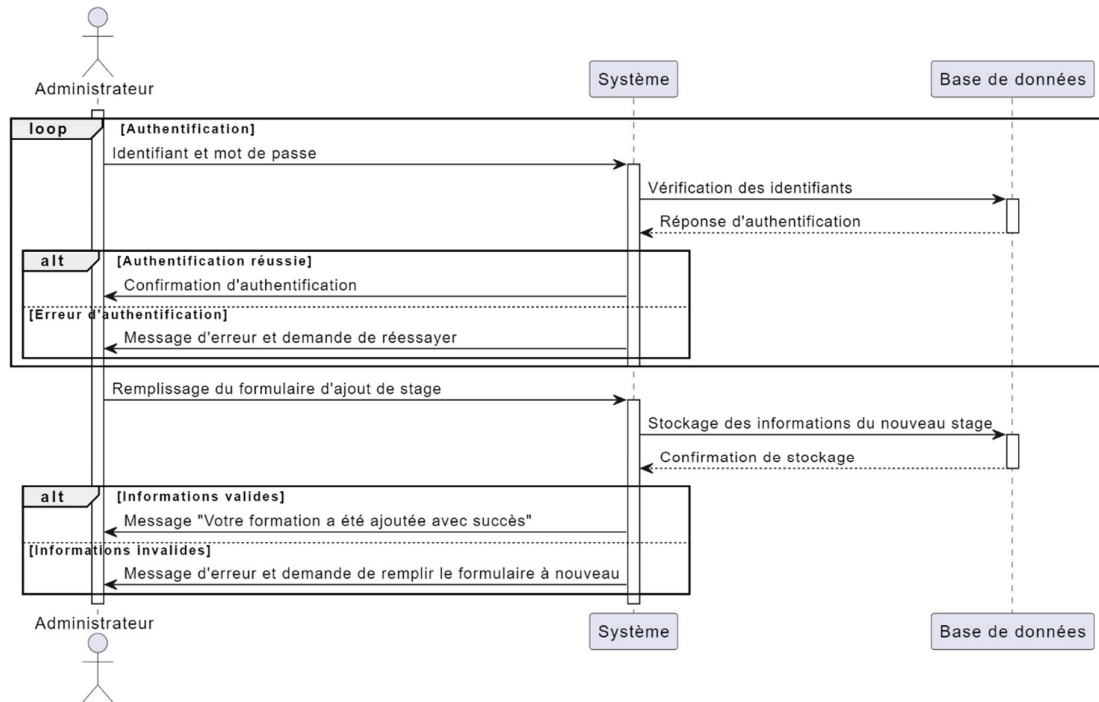 Administrateur
Système
Base de données
loop
[Authentification]
Identifiant et mot de passe
Vérification des identifiants
Réponse d'authentification
alt
[Authentification réussie]
Confirmation d'authentification
[Erreur d'authentification]
Message d'erreur et demande de réessayer
Remplissage du formulaire d'ajout de stage
Stockage des informations du nouveau stage
Confirmation de stockage
alt
[Informations valides]
Message "Votre formation a été ajoutée avec succès"
[Informations invalides]
Message d'erreur et demande de remplir le formulaire à nouveau
Administrateur
Système
Base de données